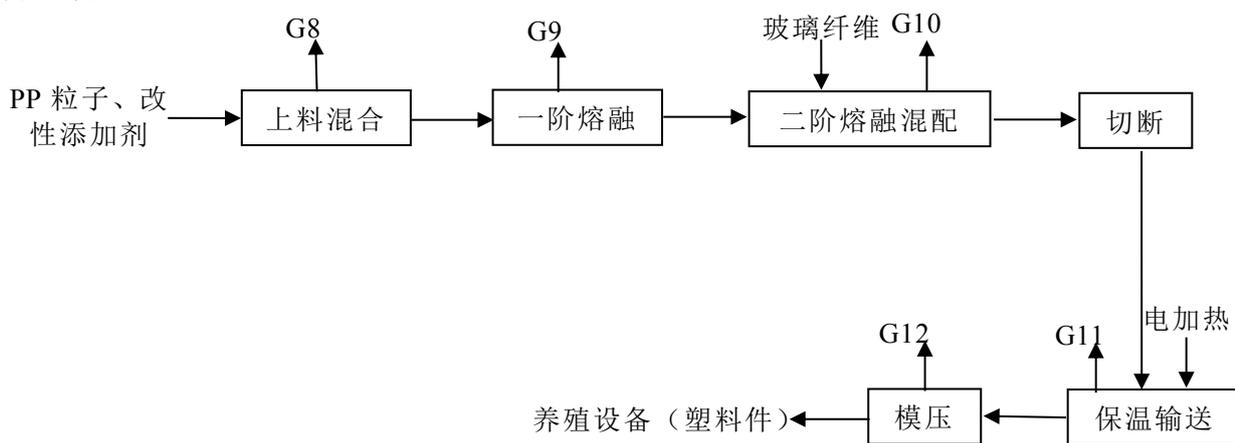 G8
G9
玻璃纤维 G10
PP 粒子、改
性添加剂
上料混合
一阶熔融
二阶熔融混配
切断
电加热
G12
G11
养殖设备（塑料件）
模压
保温输送